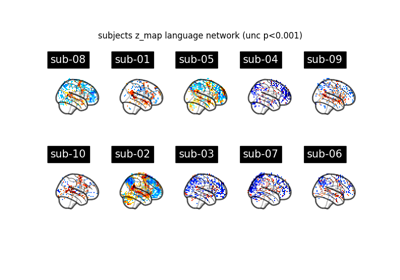 subjects z_map language network (unc p<0.001)
sub-08 sub-01 sub-05 sub-04 sub-09
sub-10 sub-02 sub-03 sub-07 sub-06